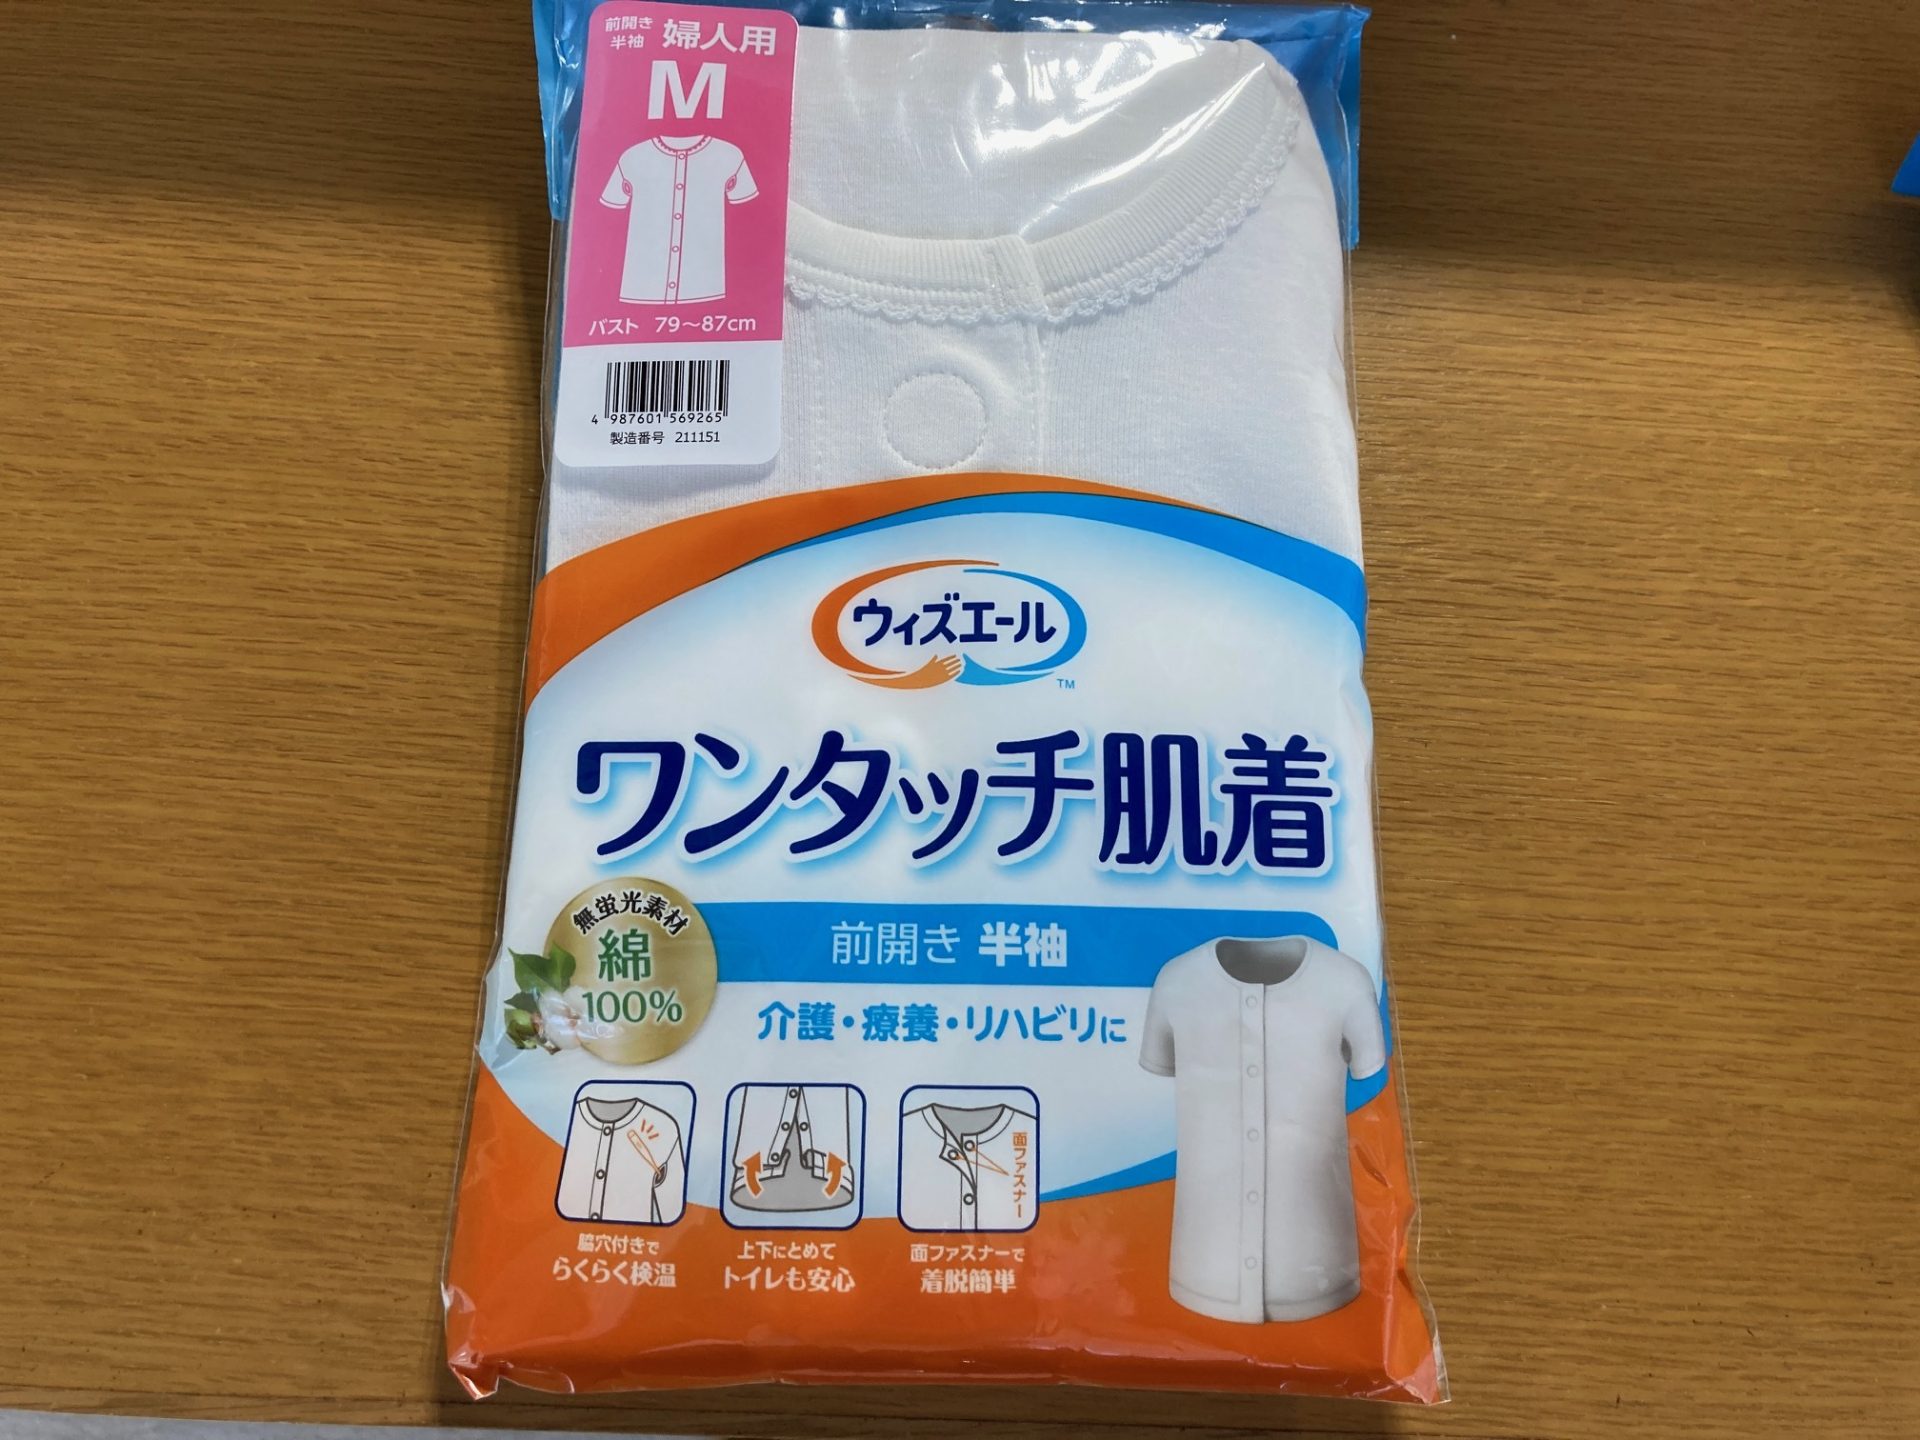 前開き
半袖
婦人用
M
バスト 79～87cm
4 987601 569265
製造番号 211151
ウィズエール
TM
ワンタッチ肌着
無蛍光素材
綿
100%
前開き 半袖
介護・療養・リハビリに
面ファスナー
脇穴付きで
らくらく検温
上下にとめて
トイレも安心
面ファスナーで
着脱簡単